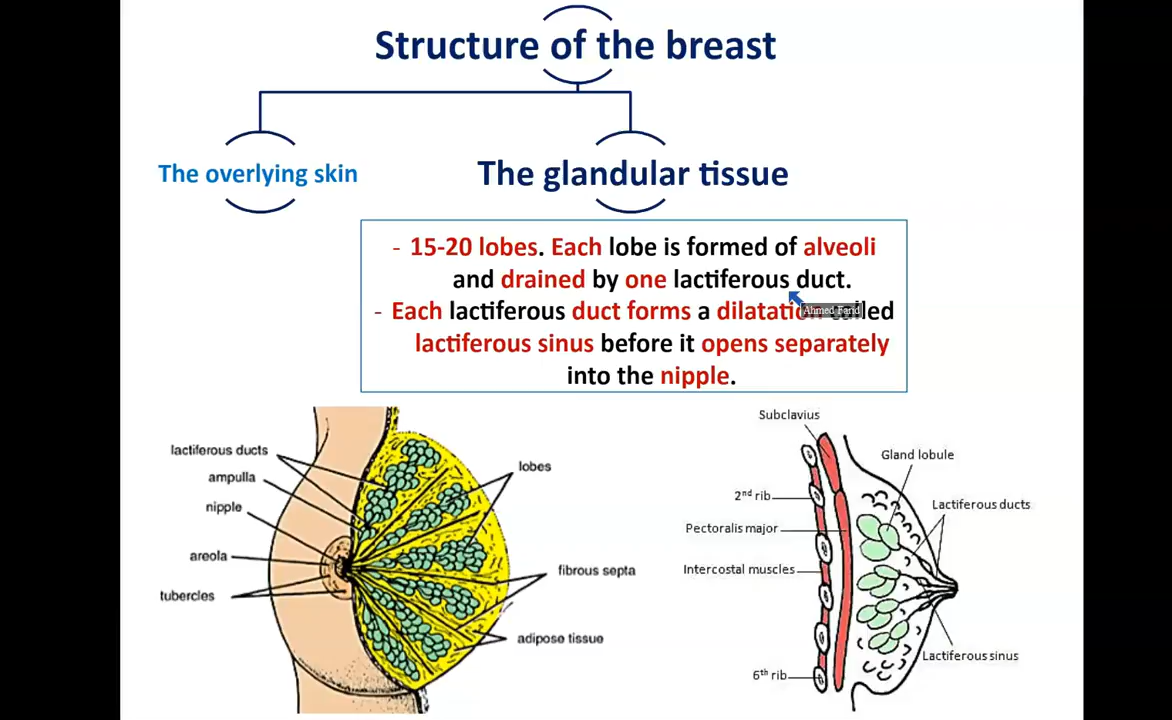 Structure of the breast
The overlying skin
The glandular tissue
- 15-20 lobes. Each lobe is formed of alveoli
and drained by one lactiferous duct.
- Each lactiferous duct forms a dilatation called
Ahmed Farid
lactiferous sinus before it opens separately
into the nipple.
lactiferous ducts
ampulla
nipple
areola
tubercles
lobes
fibrous septa
adipose tissue
Subclavius
2nd rib
Pectoralis major
Intercostal muscles
6th rib
Gland lobule
Lactiferous ducts
Lactiferous sinus